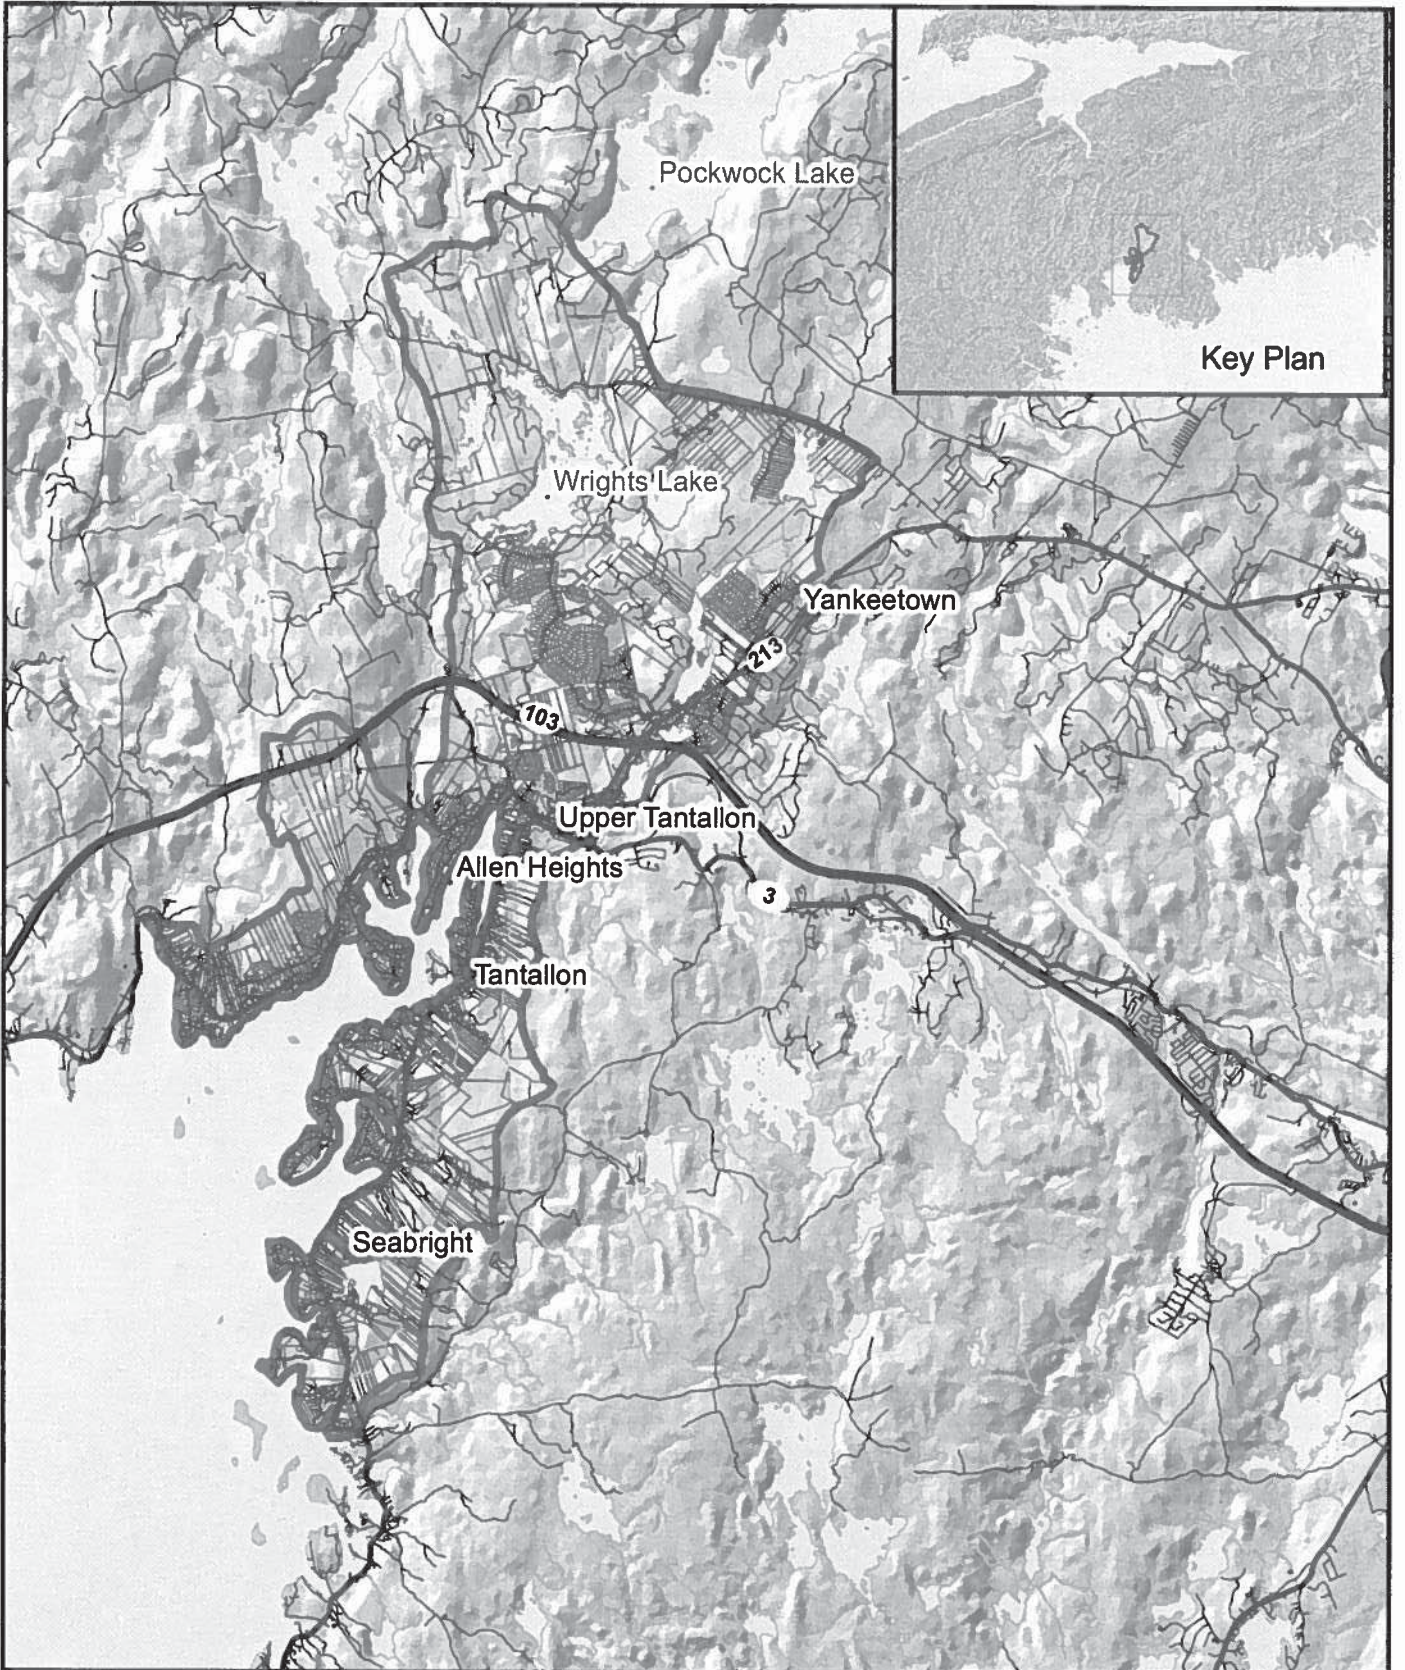 Pockwock Lake
Key Plan
Wrights Lake
Yankeetown
213
103
Upper Tantallon
Allen Heights
3
Tantallon
Seabright